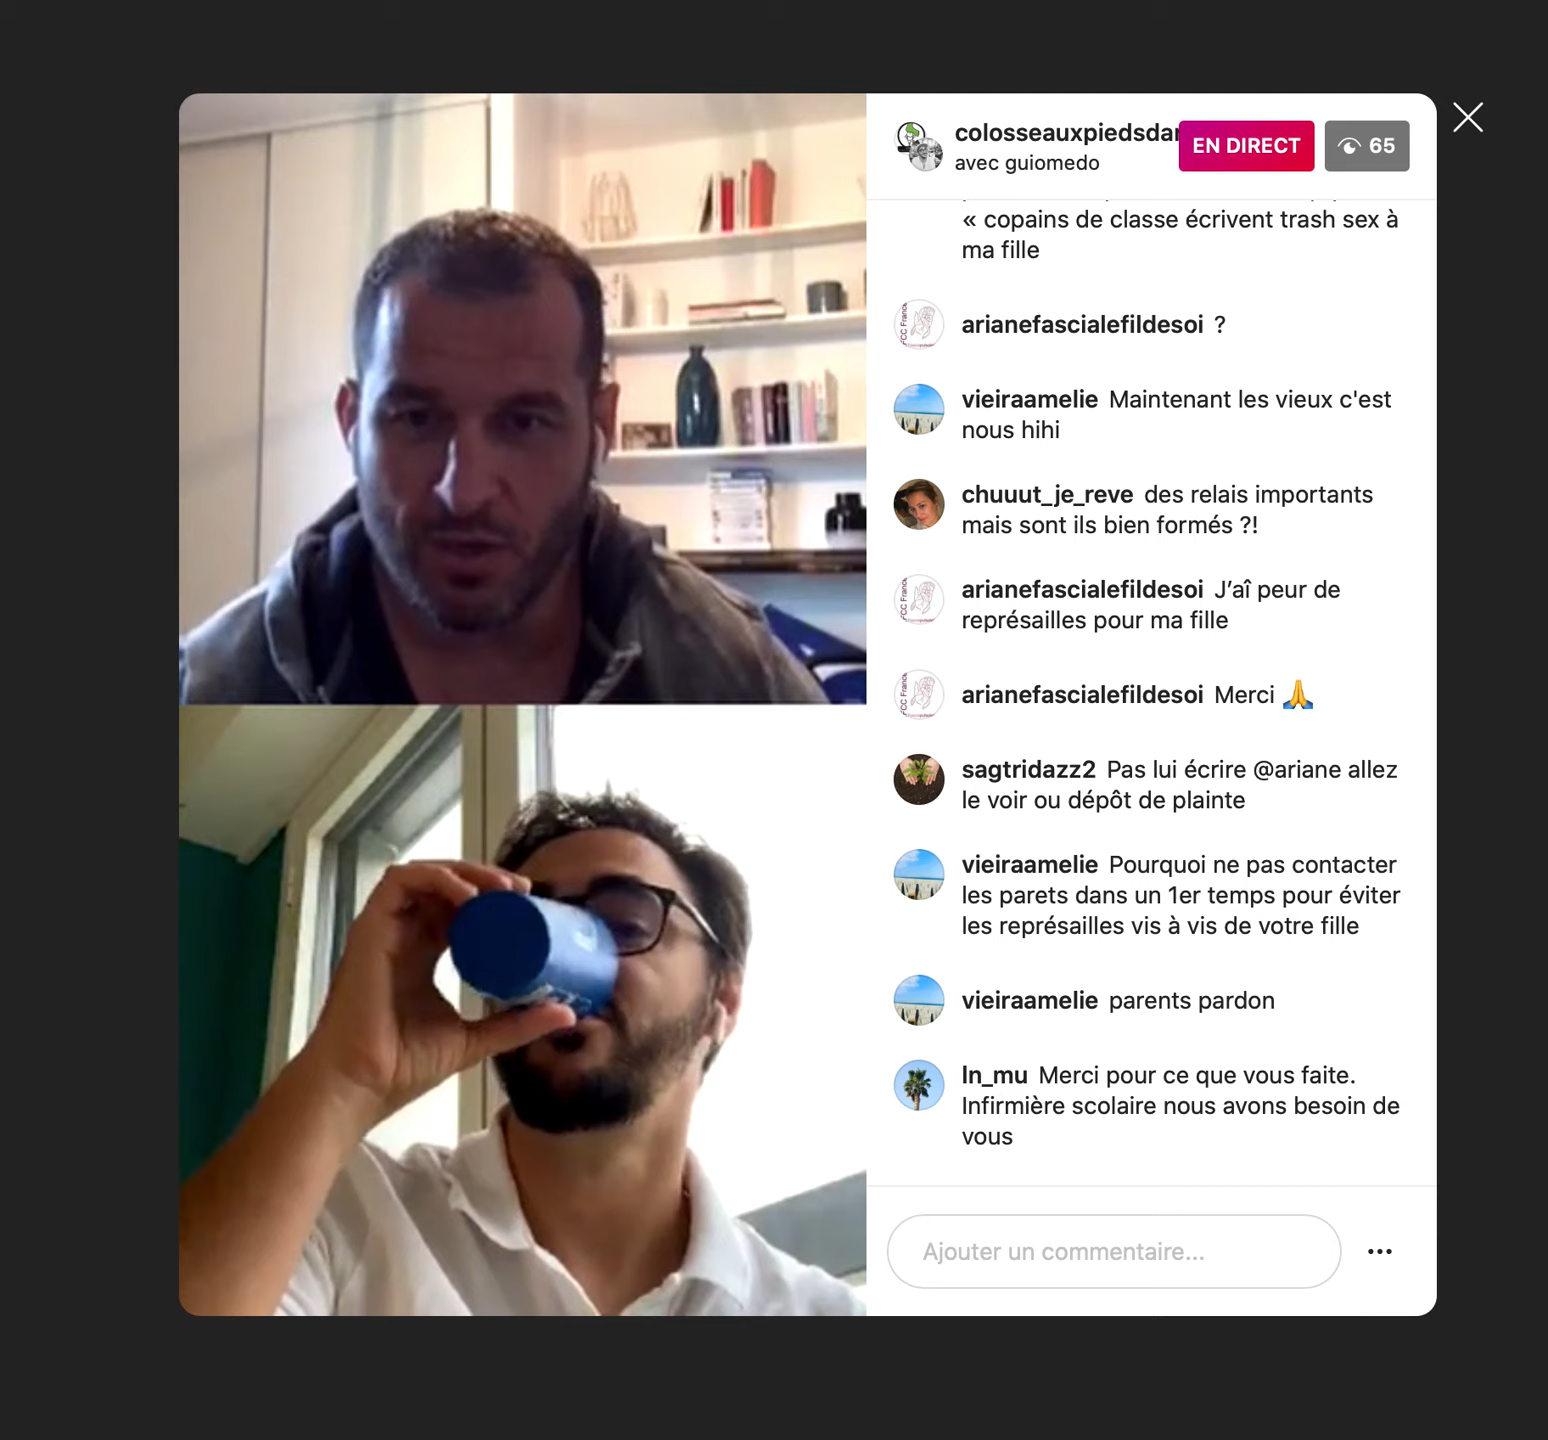 colosseauxpiedsdar
avec guiomedo
EN DIRECT
65
« copains de classe écrivent trash sex à
ma fille
arianefascialefildesoi ?
vieiraamelie Maintenant les vieux c'est
nous hihi
chuuut_je_reve des relais importants
mais sont ils bien formés ?!
arianefascialefildesoi J’aî peur de
représailles pour ma fille
arianefascialefildesoi Merci 🙏
sagtridazz2 Pas lui écrire @ariane allez
le voir ou dépôt de plainte
vieiraamelie Pourquoi ne pas contacter
les parets dans un 1er temps pour éviter
les représailles vis à vis de votre fille
vieiraamelie parents pardon
ln_mu Merci pour ce que vous faite.
Infirmière scolaire nous avons besoin de
vous
Ajouter un commentaire...